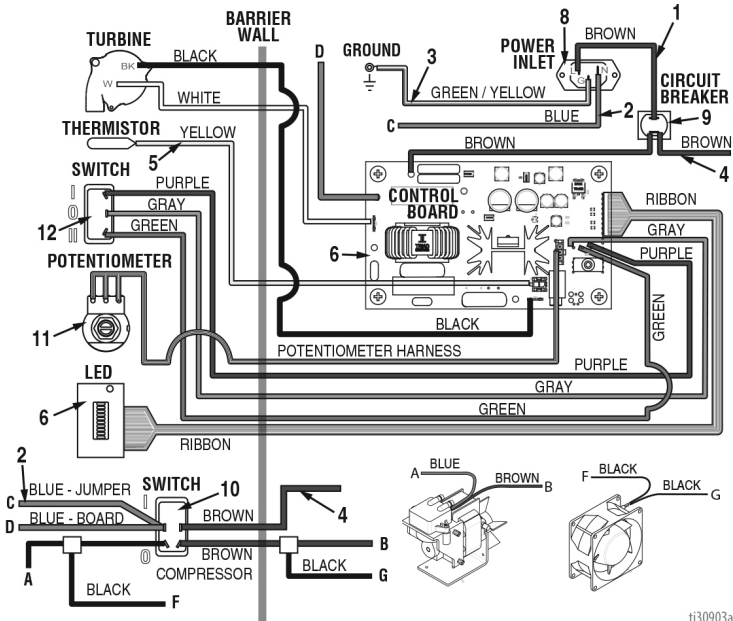 BARRIER
WALL
TURBINE
BK
W
BLACK
WHITE
D
GROUND
3
GREEN / YELLOW
C
BLUE
2
POWER
INLET
8
L
G
N
BROWN
1
CIRCUIT
BREAKER
9
BROWN
BROWN
4
THERMISTOR
YELLOW
5
SWITCH
I
0
II
12
PURPLE
GRAY
GREEN
CONTROL
BOARD
6
RIBBON
GRAY
PURPLE
GREEN
POTENTIOMETER
11
BLACK
POTENTIOMETER HARNESS
PURPLE
GRAY
GREEN
LED
6
RIBBON
2
C
BLUE - JUMPER
D
BLUE - BOARD
SWITCH
I
0
10
BROWN
4
BROWN
COMPRESSOR
A
B
BLACK
F
BLACK
G
A
BLUE
BROWN
B
F
BLACK
BLACK
G
ti30903a